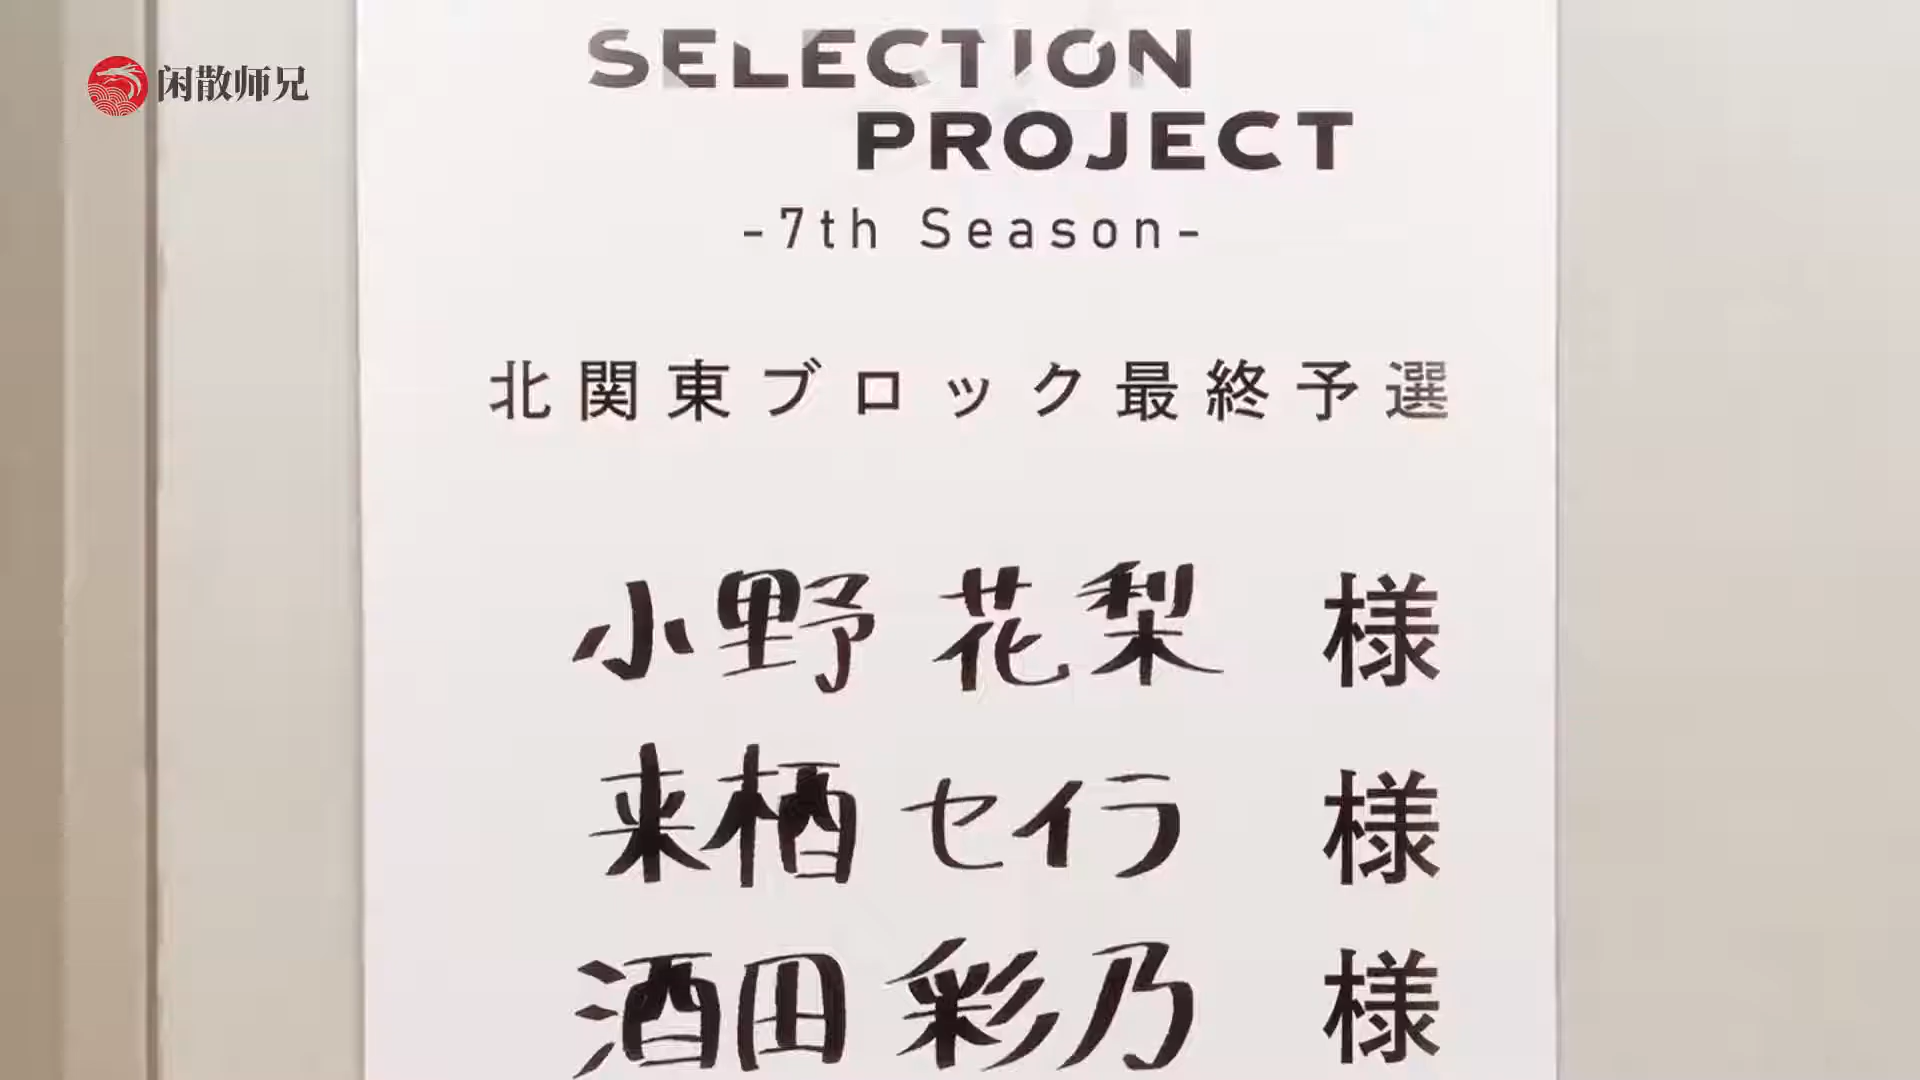 闲散师兄
SELECTION
PROJECT
-7th Season-
北関東ブロック最終予選
小野 花梨 様
来栖 セイラ 様
酒田 彩乃 様